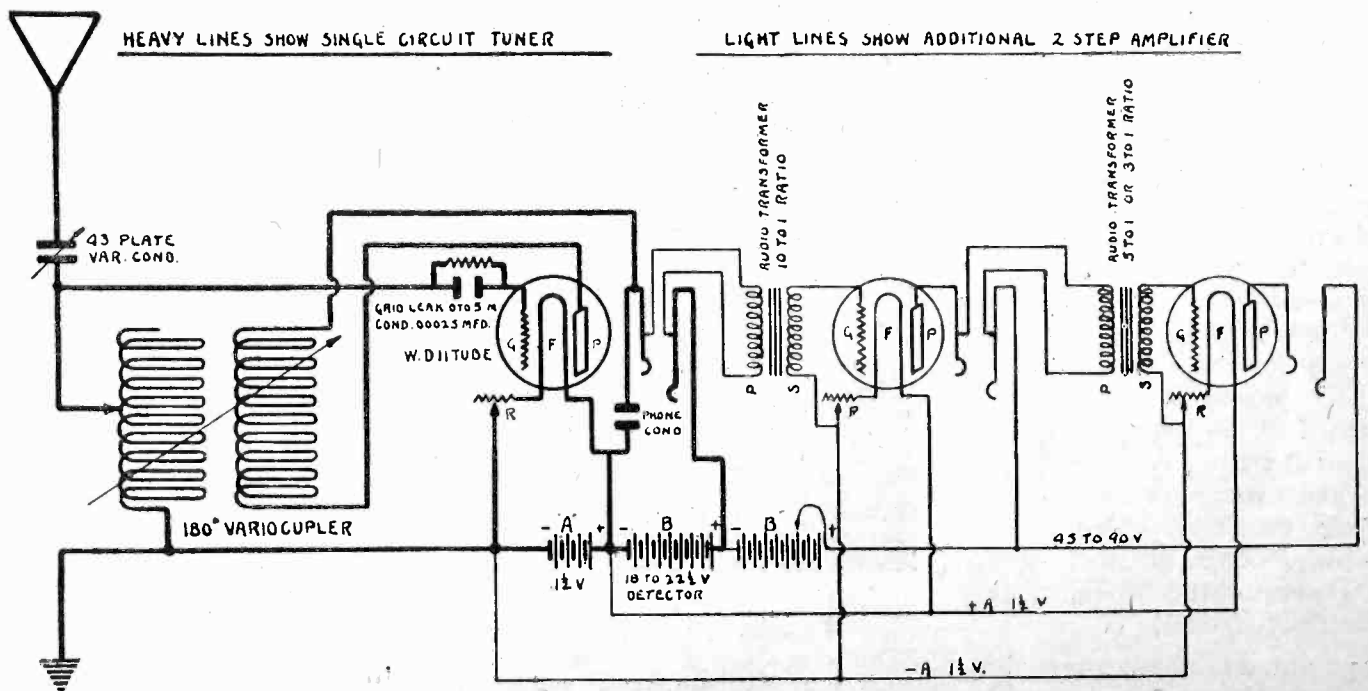 HEAVY LINES SHOW SINGLE CIRCUIT TUNER
LIGHT LINES SHOW ADDITIONAL 2 STEP AMPLIFIER
43 PLATE
VAR. COND.
GRID LEAK 0 TO 5 M
COND. .00025 MFD.
W.D 11 TUDE
G
F
P
R
PHONE
COND
AUDIO TRANSFORMER
10 TO 1 RATIO
P
S
G
F
P
R
AUDIO TRANSFORMER
5 TO 1 OR 3 TO 1 RATIO
P
S
G
F
P
R
180° VARIOCUPLER
- A +
1½ V
- B +
18 TO 22½ V
DETECTOR
- B +
45 TO 90 V
+ A 1½ V
- A 1½ V.